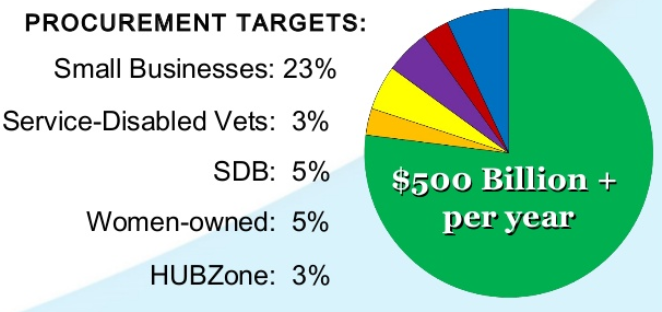 PROCUREMENT TARGETS:
Small Businesses: 23%
Service-Disabled Vets: 3%
SDB: 5%
Women-owned: 5%
HUBZone: 3%
$500 Billion +
per year